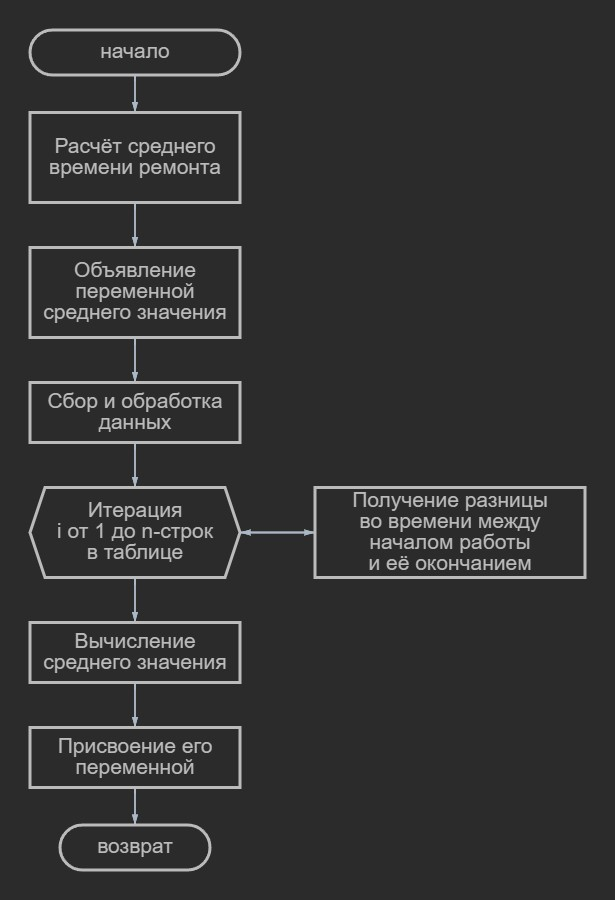 начало
Расчёт среднего
времени ремонта
Объявление
переменной
среднего значения
Сбор и обработка
данных
Итерация
i от 1 до n-строк
в таблице
Получение разницы
во времени между
началом работы
и её окончанием
Вычисление
среднего значения
Присвоение его
переменной
возврат